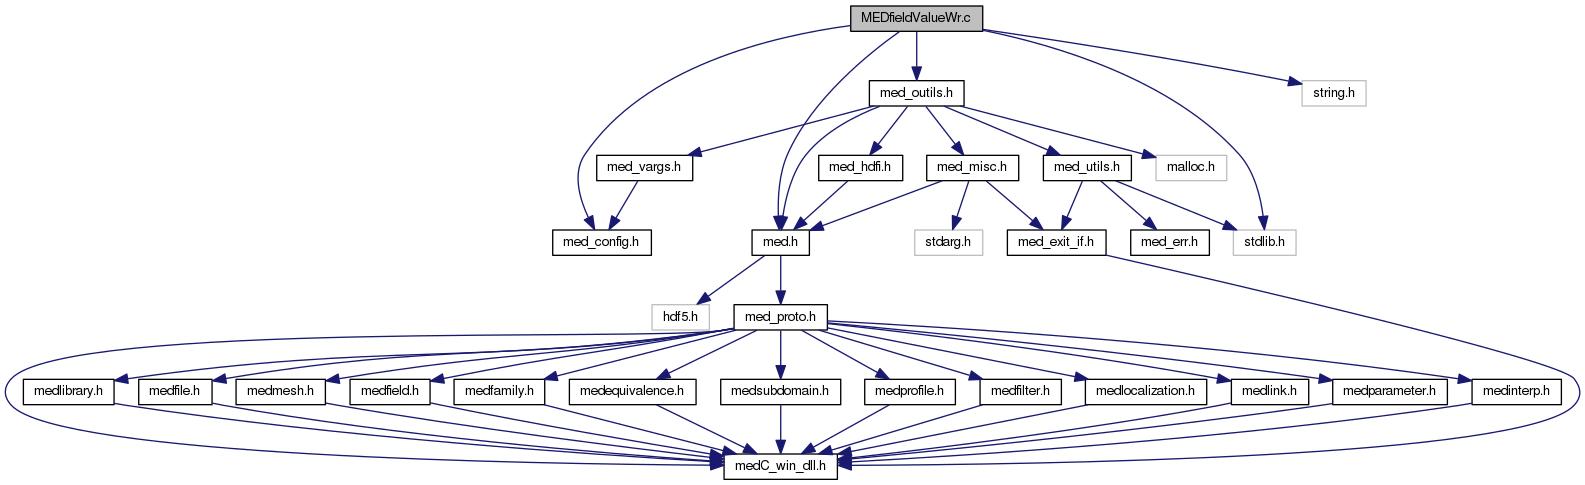 MEDfieldValueWr.c
med_outils.h
string.h
med_vargs.h
med_hdfi.h
med_misc.h
med_utils.h
malloc.h
med_config.h
med.h
stdarg.h
med_exit_if.h
med_err.h
stdlib.h
hdf5.h
med_proto.h
medlibrary.h
medfile.h
medmesh.h
medfield.h
medfamily.h
medequivalence.h
medsubdomain.h
medprofile.h
medfilter.h
medlocalization.h
medlink.h
medparameter.h
medinterp.h
medC_win_dll.h